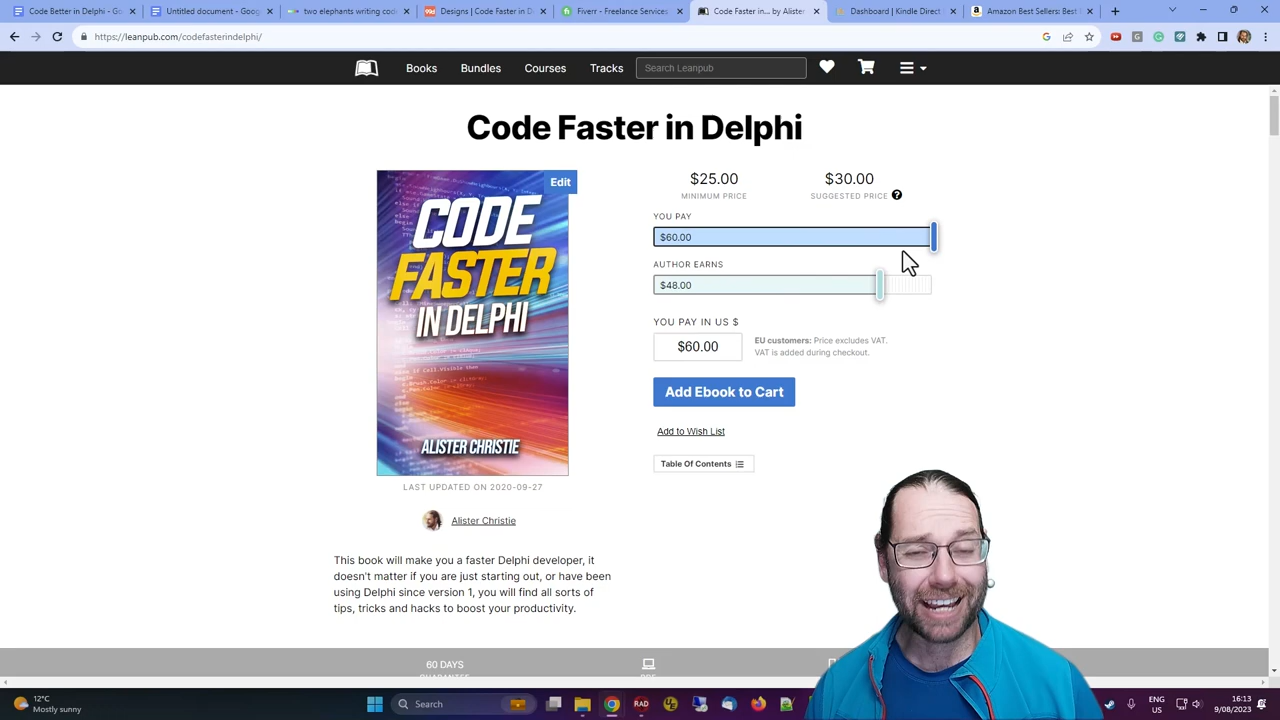 Code Better in Delphi - Goog
Untitled document - Google D
two elephants writing code
Designs | Code Faster in Del
Fiverr - Freelance Services
Code Faster in... by Alister
Dashboard | Kindle Direct
Amazon Best Sellers: Best
https://leanpub.com/codefasterindelphi/
Books
Bundles
Courses
Tracks
Search Leanpub
Code Faster in Delphi
Edit
CODE
FASTER
IN DELPHI
ALISTER CHRISTIE
$25.00
MINIMUM PRICE
$30.00
SUGGESTED PRICE
YOU PAY
$60.00
AUTHOR EARNS
$48.00
YOU PAY IN US $
$60.00
EU customers: Price excludes VAT.
VAT is added during checkout.
Add Ebook to Cart
Add to Wish List
Table Of Contents
LAST UPDATED ON 2020-09-27
Alister Christie
This book will make you a faster Delphi developer, it
doesn't matter if you are just starting out, or have been
using Delphi since version 1, you will find all sorts of
tips, tricks and hacks to boost your productivity.
60 DAYS
12°C
Mostly sunny
Search
RAD
ENG
US
16:13
9/08/2023